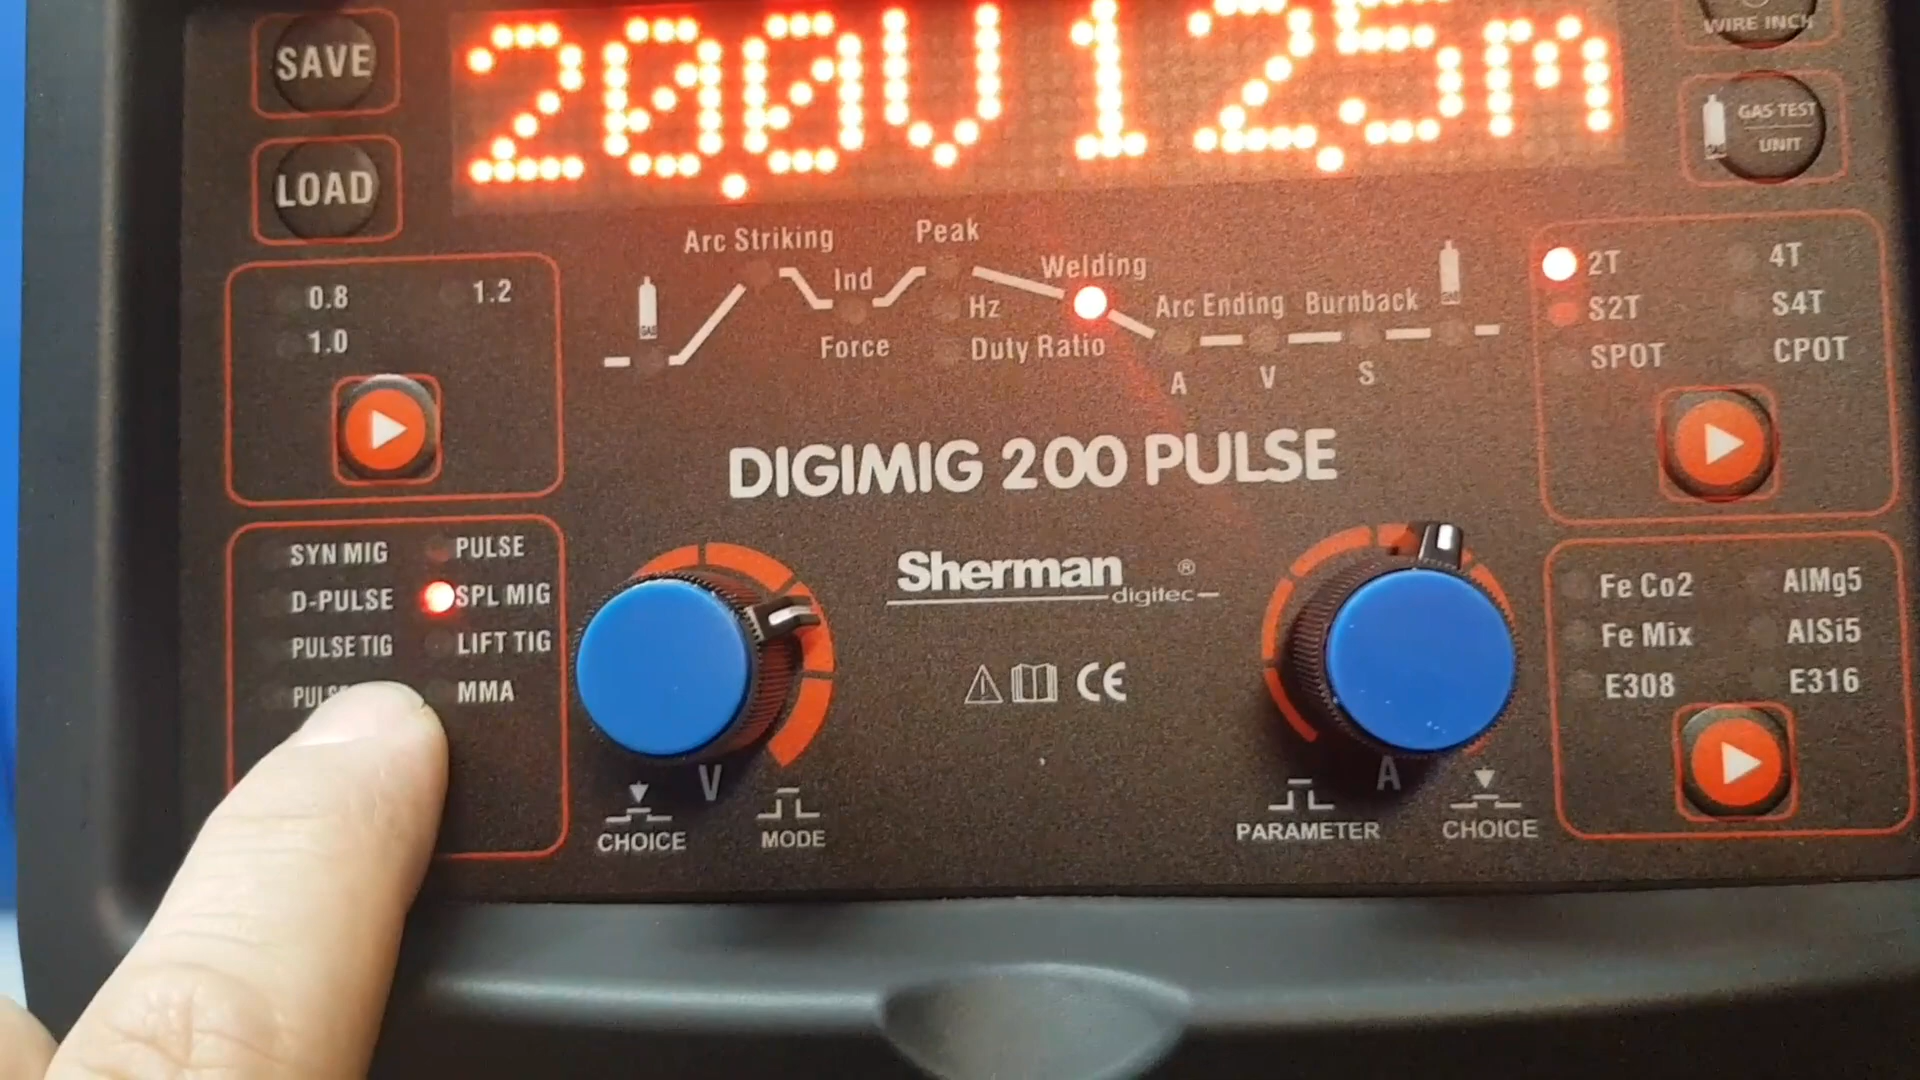 SAVE
20.0V 12.5m
WIRE INCH
LOAD
GAS TEST
UNIT
Arc Striking
Peak
Ind
Welding
Hz
Arc Ending
Burnback
Force
Duty Ratio
A
V
S
GAS
0.8
1.2
1.0
2T
4T
S2T
S4T
SPOT
CPOT
DIGIMIG 200 PULSE
Sherman®
digitec
SYN MIG
PULSE
D-PULSE
SPL MIG
PULSE TIG
LIFT TIG
MMA
V
CHOICE
MODE
CE
A
PARAMETER
CHOICE
Fe Co2
AlMg5
Fe Mix
AlSi5
E308
E316